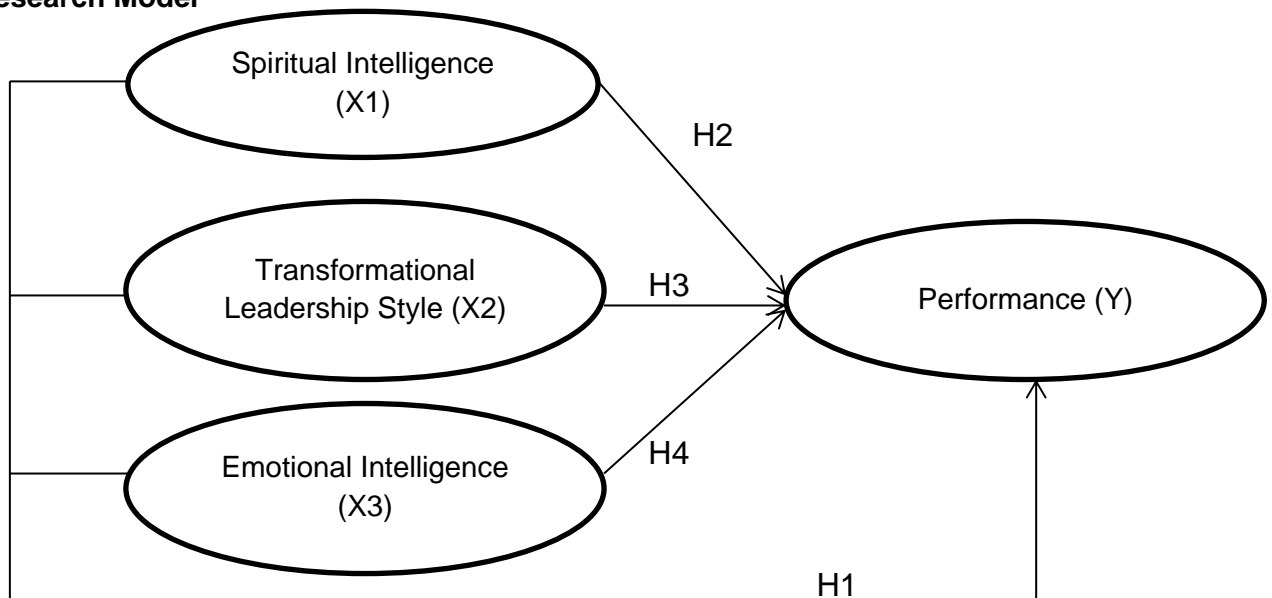 esearch Model
Spiritual Intelligence
(X1)
H2
Transformational
Leadership Style (X2)
H3
Performance (Y)
Emotional Intelligence
(X3)
H4
H1